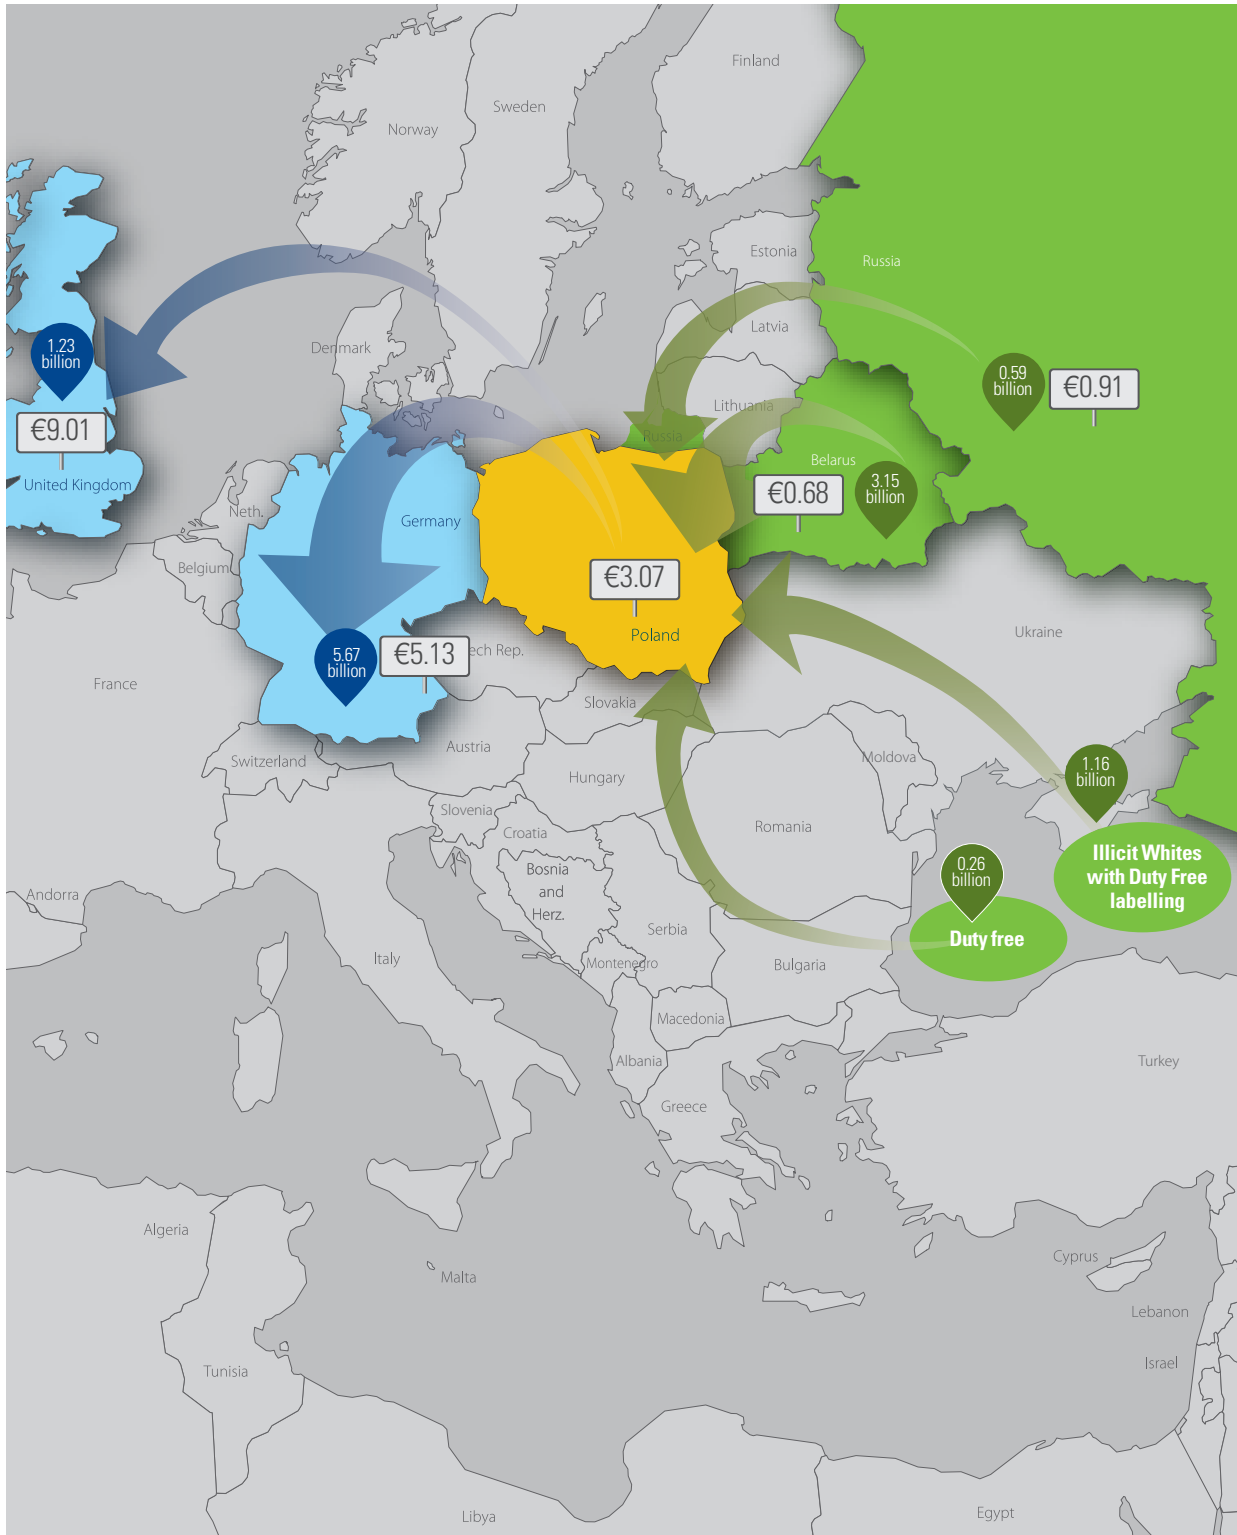 Finland
Sweden
Norway
Estonia
Russia
Latvia
Denmark
1.23
billion
0.59
billion
€0.91
€9.01
Lithuania
Russia
Belarus
United Kingdom
€0.68
3.15
billion
Neth.
Germany
Belgium
€3.07
Poland
Ukraine
5.67
billion
€5.13
ech Rep.
France
Slovakia
Austria
Switzerland
Hungary
Moldova
1.16
billion
Slovenia
Croatia
Romania
Illicit Whites
with Duty Free
labelling
0.26
billion
Bosnia
and
Herz.
Andorra
Serbia
Duty free
Italy
Montenegro
Bulgaria
Macedonia
Albania
Turkey
Greece
Algeria
Cyprus
Malta
Lebanon
Israel
Tunisia
Libya
Egypt